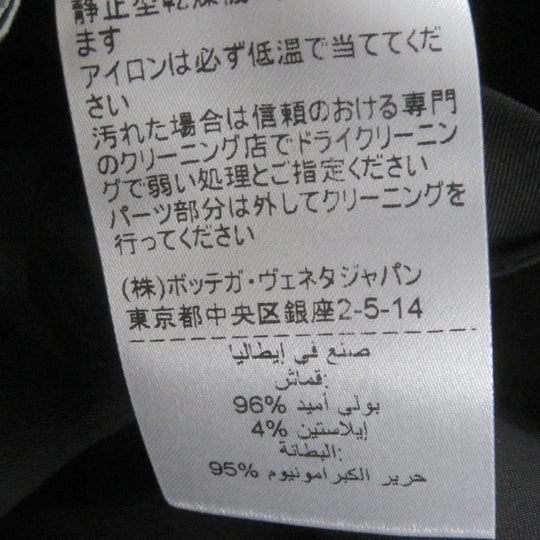 静止型乾燥機
ます
アイロンは必ず低温で当ててくだ
さい
汚れた場合は信頼のおける専門
のクリーニング店でドライクリーニン
グで弱い処理とご指定ください
パーツ部分は外してクリーニングを
行ってください
(株)ボッテガ・ヴェネタジャパン
東京都中央区銀座2-5-14
صنع في إيطاليا
قماش:
بولي أميد 96%
إيلاستين 4%
البطانة:
حرير الكبرامونيوم 95%